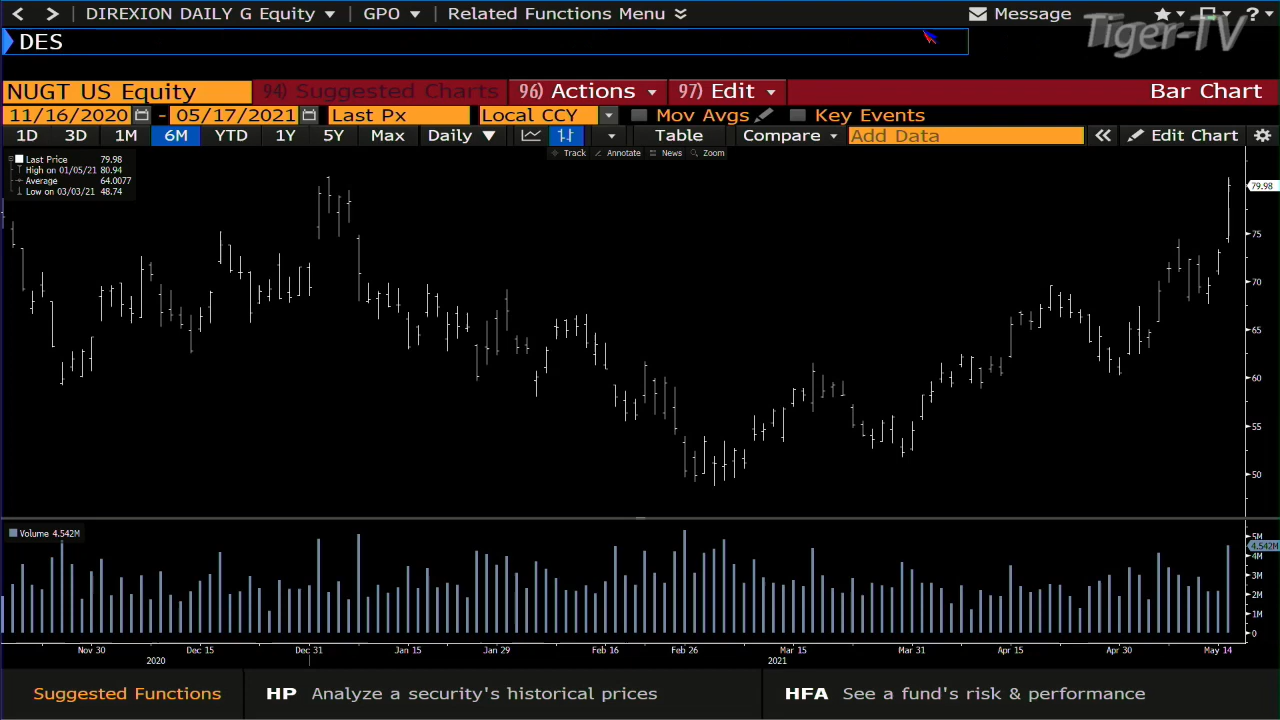 DIREXION DAILY G Equity GPO Related Functions Menu Message ?
Tiger-TV
DES
NUGT US Equity 94) Suggested Charts 96) Actions 97) Edit Bar Chart
11/16/2020 - 05/17/2021 Last Px Local CCY Mov Avgs Key Events
1D 3D 1M 6M YTD 1Y 5Y Max Daily Table Compare Add Data Edit Chart
Track Annotate News Zoom
Last Price 79.98
High on 01/05/21 80.94
Average 64.0077
Low on 03/03/21 48.74
79.98
75
70
65
60
55
50
Volume 4.542M
5M
4.542M
4M
3M
2M
1M
0
Nov 30 Dec 15 Dec 31 Jan 15 Jan 29 Feb 16 Feb 26 Mar 15 Mar 31 Apr 15 Apr 30 May 14
2020 2021
Suggested Functions HP Analyze a security's historical prices HFA See a fund's risk & performance